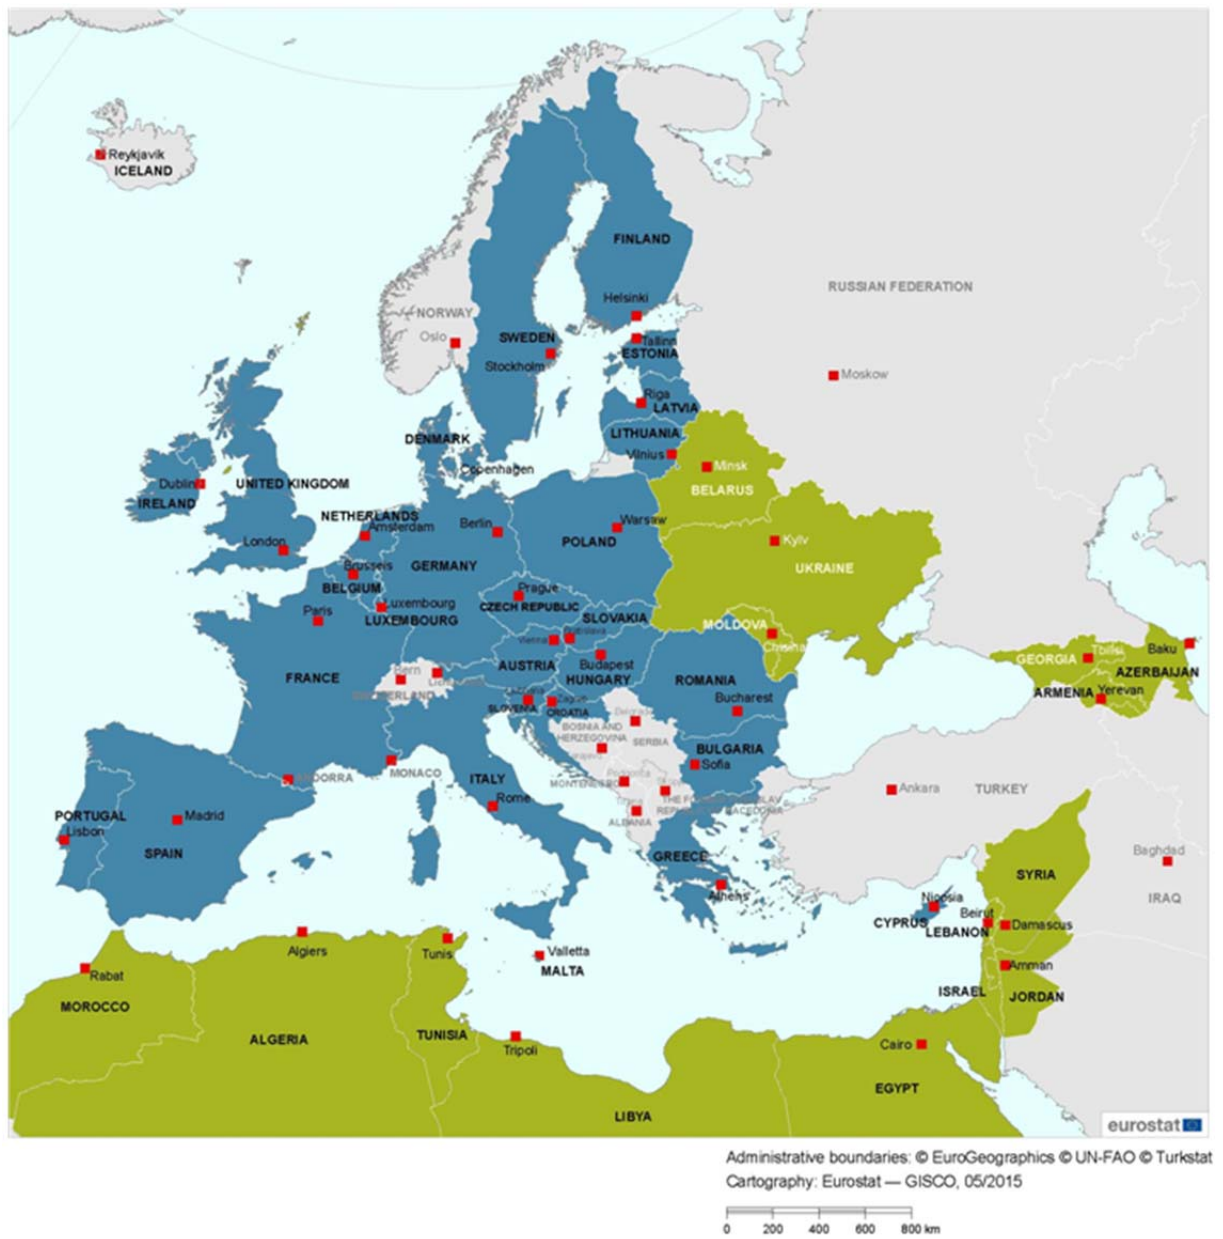 Reykjavik
ICELAND
FINLAND
RUSSIAN FEDERATION
Helsinki
NORWAY
Oslo
SWEDEN
Tallinn
ESTONIA
Stockholm
Moskow
Riga
LATVIA
LITHUANIA
DENMARK
Vilnius
Minsk
Copenhagen
BELARUS
Dublin
UNITED KINGDOM
IRELAND
NETHERLANDS
Amsterdam
Berlin
Warsaw
London
POLAND
Kyiv
Brussels
GERMANY
UKRAINE
BELGIUM
Prague
Luxembourg
CZECH REPUBLIC
Paris
LUXEMBOURG
SLOVAKIA
MOLDOVA
Vienna
Bratislava
Bern
AUSTRIA
Budapest
HUNGARY
FRANCE
ROMANIA
GEORGIA
Tbilisi
Baku
AZERBAIJAN
SWITZERLAND
ARMENIA
Yerevan
SLOVENIA
Zagreb
CROATIA
Bucharest
Belgrade
BOSNIA AND
HERZEGOVINA
SERBIA
BULGARIA
Sofia
ANDORRA
MONACO
ITALY
MONTENEGRO
Ankara
TURKEY
Rome
ALBANIA
PORTUGAL
Madrid
Lisbon
SPAIN
GREECE
Baghdad
SYRIA
Athens
IRAQ
Nicosia
CYPRUS
Beirut
LEBANON
Damascus
Algiers
Tunis
Valletta
MALTA
Amman
Rabat
ISRAEL
JORDAN
MOROCCO
ALGERIA
TUNISIA
Tripoli
Cairo
EGYPT
LIBYA
eurostat
Administrative boundaries: © EuroGeographics © UN-FAO © Turkstat
Cartography: Eurostat — GISCO, 05/2015
0 200 400 600 800 km